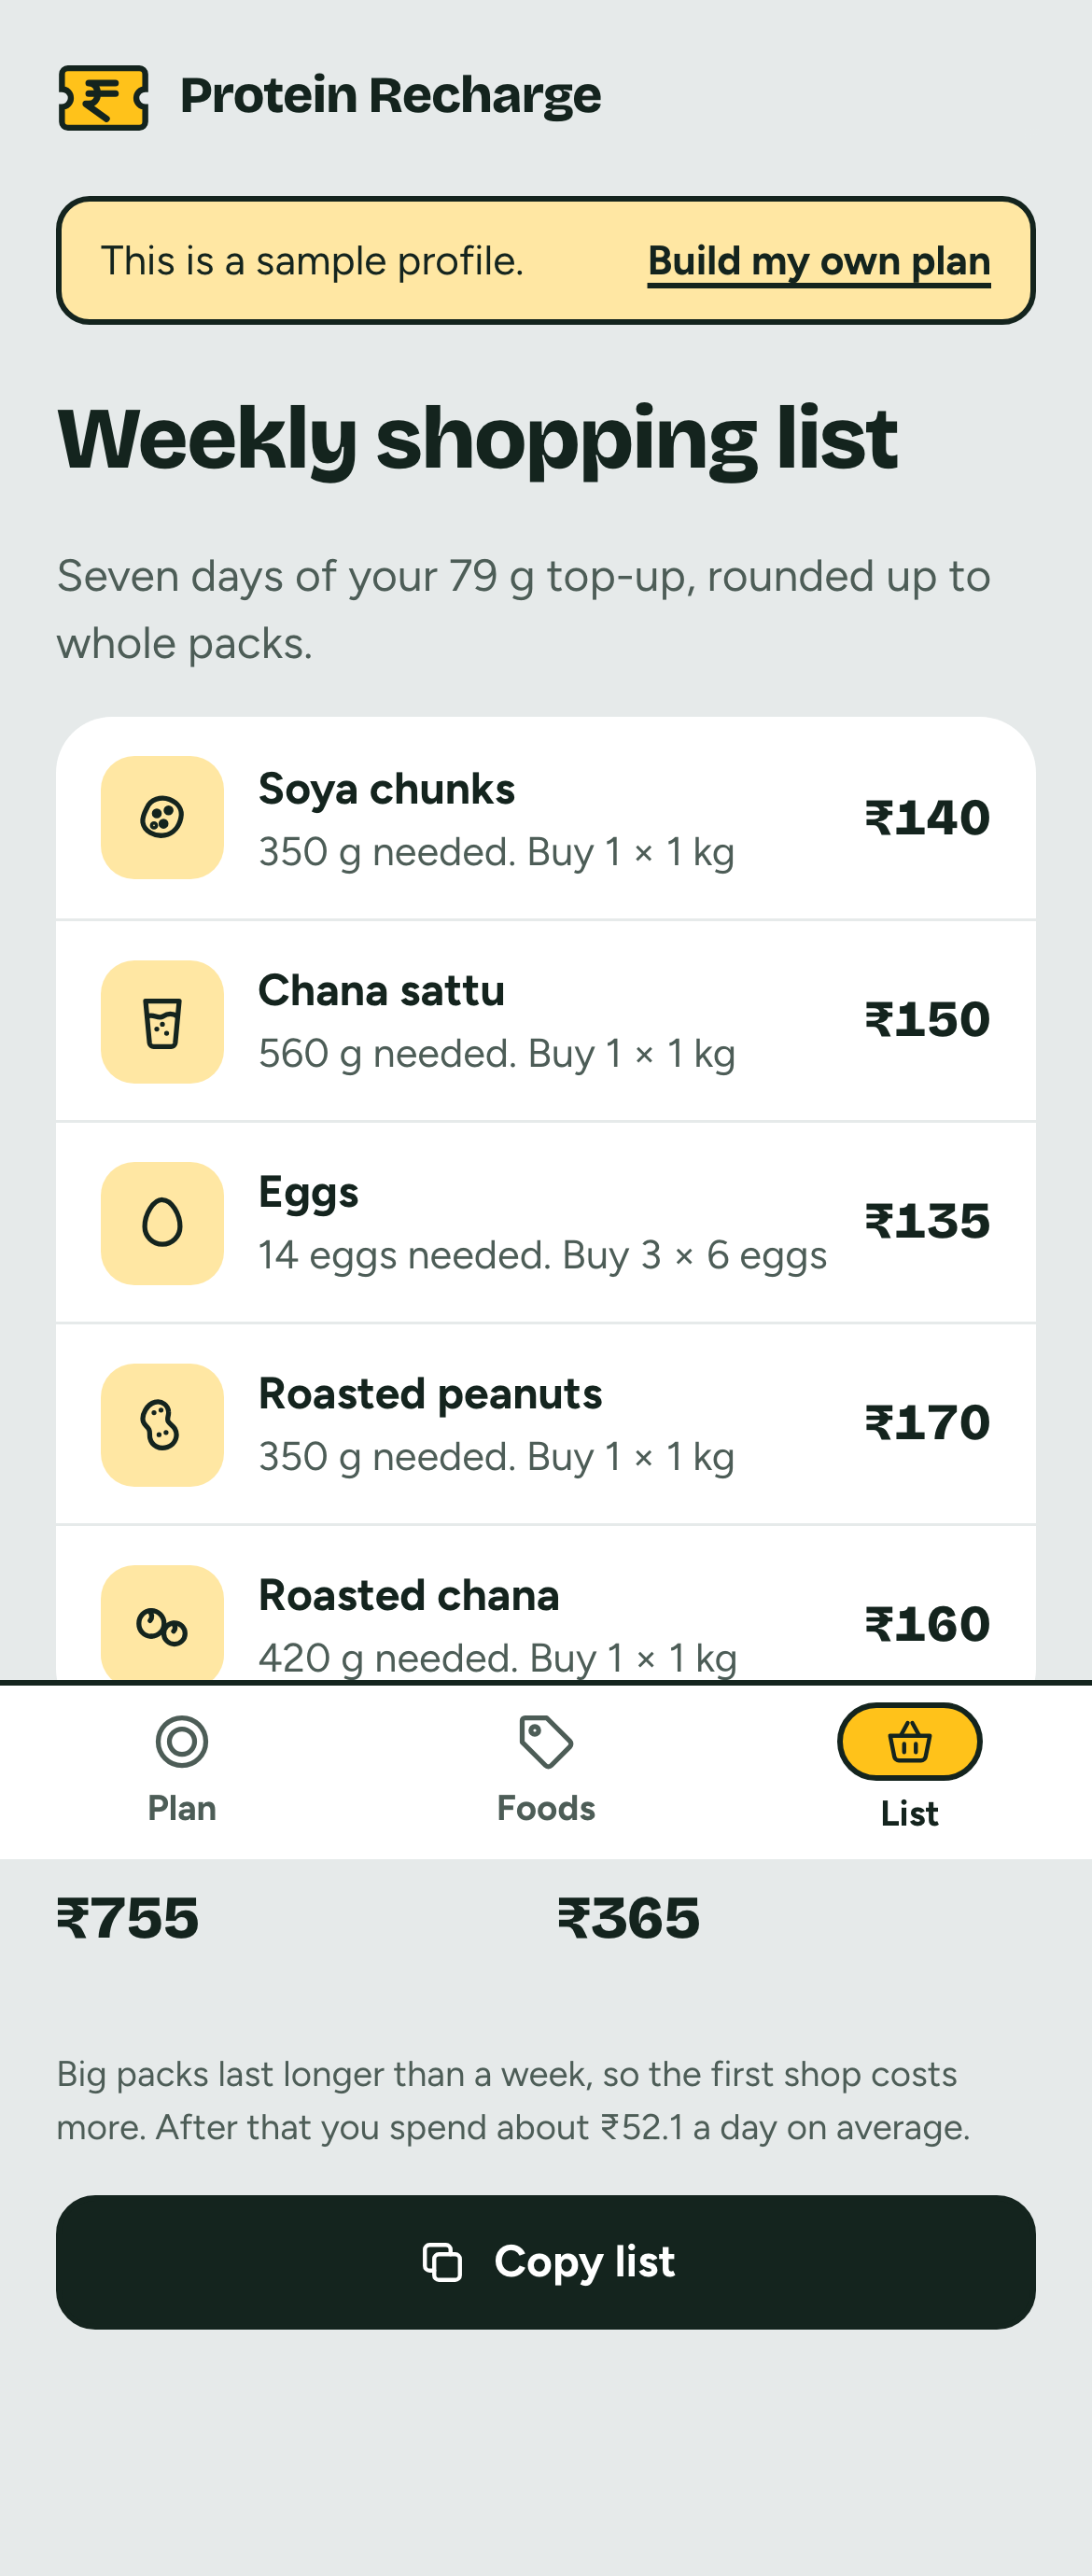 ₹ Protein Recharge
This is a sample profile. Build my own plan
Weekly shopping list
Seven days of your 79 g top-up, rounded up to
whole packs.
Soya chunks
350 g needed. Buy 1 × 1 kg
₹140
Chana sattu
560 g needed. Buy 1 × 1 kg
₹150
Eggs
14 eggs needed. Buy 3 × 6 eggs
₹135
Roasted peanuts
350 g needed. Buy 1 × 1 kg
₹170
Roasted chana
420 g needed. Buy 1 × 1 kg
₹160
Plan Foods List
₹755 ₹365
Big packs last longer than a week, so the first shop costs
more. After that you spend about ₹52.1 a day on average.
Copy list